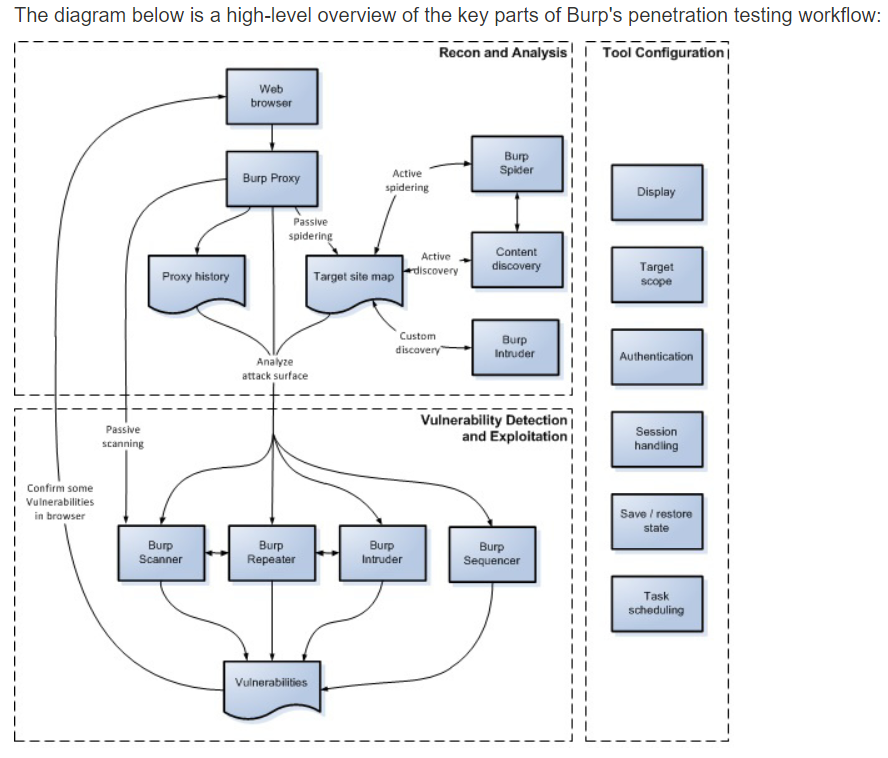 The diagram below is a high-level overview of the key parts of Burp's penetration testing workflow:
Recon and Analysis
Tool Configuration
Web
browser
Burp Proxy
Active
spidering
Burp
Spider
Passive
spidering
Proxy history
Target site map
Active
discovery
Content
discovery
Custom
discovery
Burp
Intruder
Analyze
attack surface
Display
Target
scope
Authentication
Session
handling
Save / restore
state
Task
scheduling
Vulnerability Detection
and Exploitation
Passive
scanning
Confirm some
Vulnerabilities
in browser
Burp
Scanner
Burp
Repeater
Burp
Intruder
Burp
Sequencer
Vulnerabilities